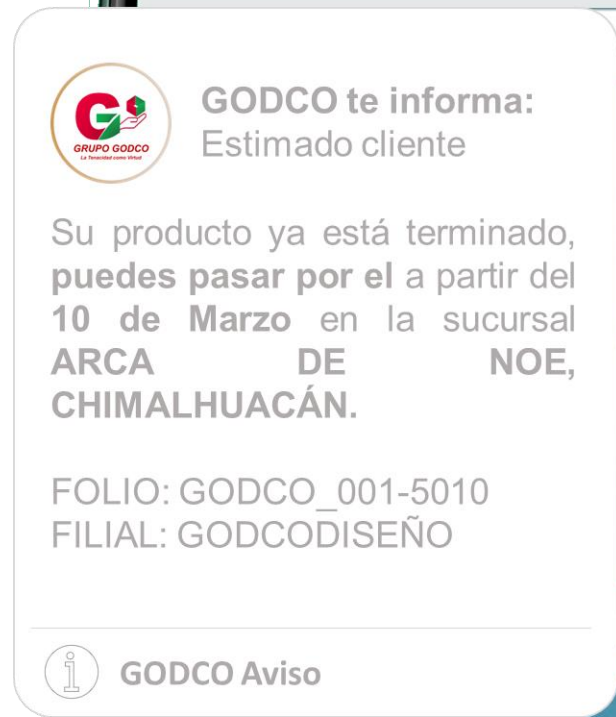 GRUPO GODCO
La Tenacidad como Virtud
GODCO te informa:
Estimado cliente
Su producto ya está terminado,
puedes pasar por el a partir del
10 de Marzo en la sucursal
ARCA DE NOE,
CHIMALHUACÁN.
FOLIO: GODCO_001-5010
FILIAL: GODCODISEÑO
GODCO Aviso